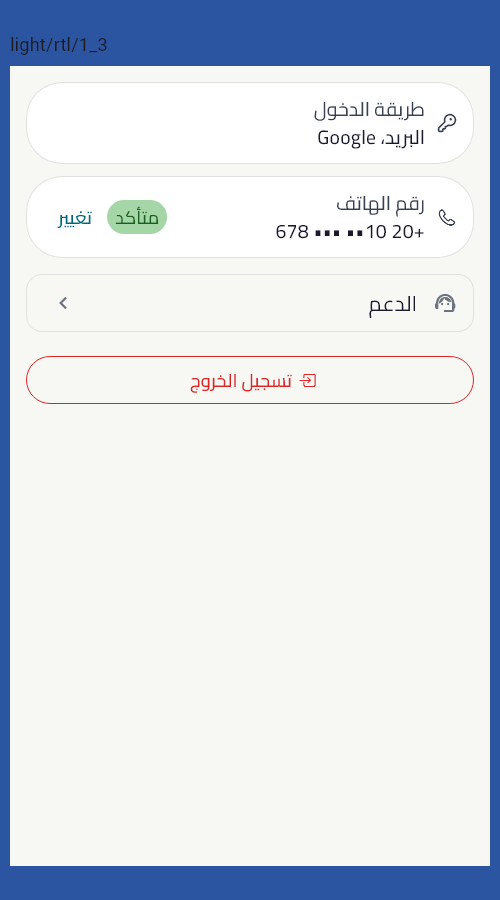 light/rtl/1_3
طريقة الدخول
البريد، Google
رقم الهاتف
+20 10•• ••• 678
متأكد
تغيير
الدعم
تسجيل الخروج